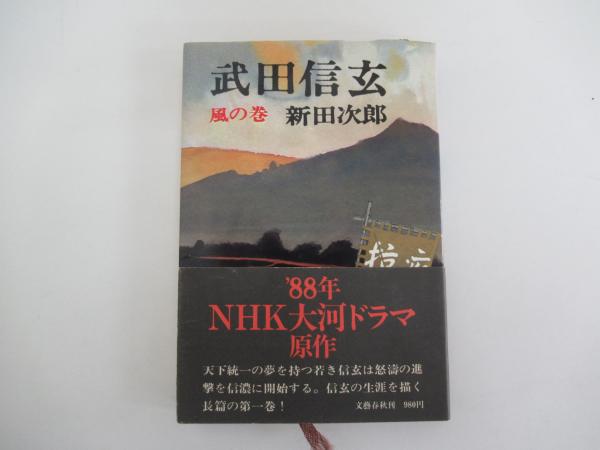 武田信玄
風の巻 新田次郎
'88年
NHK大河ドラマ
原作
天下統一の夢を持つ若き信玄は怒濤の進
撃を信濃に開始する。信玄の生涯を描く
長篇の第一巻！ 文藝春秋刊 980円